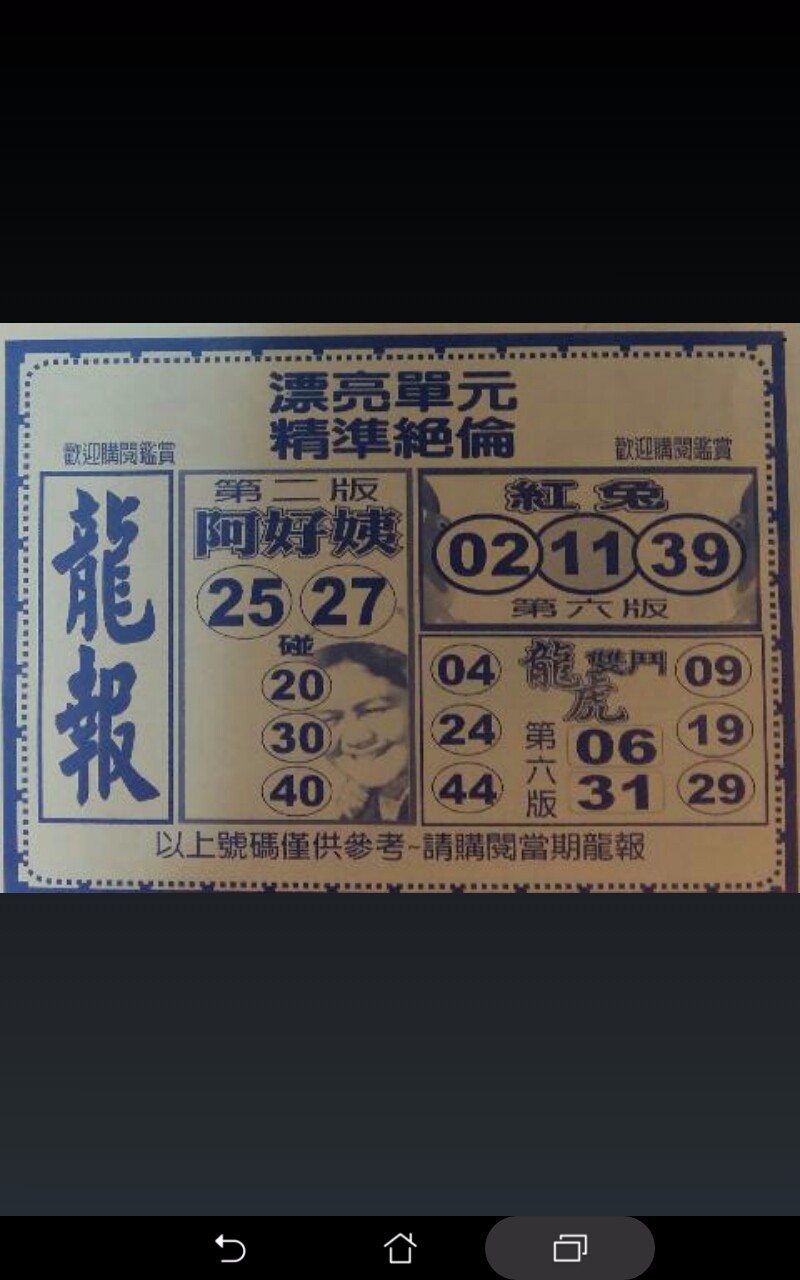 漂亮單元
精準絕倫
歡迎購閱鑑賞
歡迎購閱鑑賞
龍報
第二版
阿好姨
25 27
碰
20
30
40
紅兔
02 11 39
第六版
龍虎雙鬥
第六版
04
24
44
06
31
09
19
29
以上號碼僅供參考~請購閱當期龍報